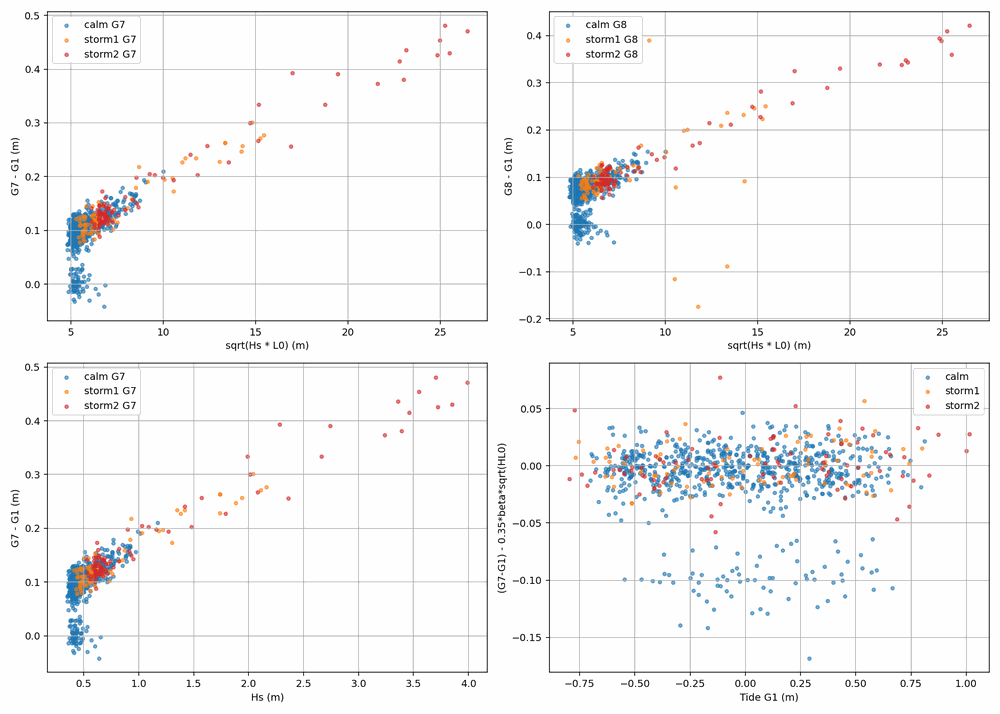 calm G7
storm1 G7
storm2 G7
0.5
0.4
0.3
0.2
0.1
0.0
G7 - G1 (m)
5
10
15
20
25
sqrt(Hs * L0) (m)
calm G8
storm1 G8
storm2 G8
0.4
0.3
0.2
0.1
0.0
−0.1
−0.2
G8 - G1 (m)
5
10
15
20
25
sqrt(Hs * L0) (m)
calm G7
storm1 G7
storm2 G7
0.5
0.4
0.3
0.2
0.1
0.0
G7 - G1 (m)
0.5
1.0
1.5
2.0
2.5
3.0
3.5
4.0
Hs (m)
calm
storm1
storm2
0.05
0.00
−0.05
−0.10
−0.15
(G7-G1) - 0.35*beta*sqrt(HL0)
−0.75
−0.50
−0.25
0.00
0.25
0.50
0.75
1.00
Tide G1 (m)